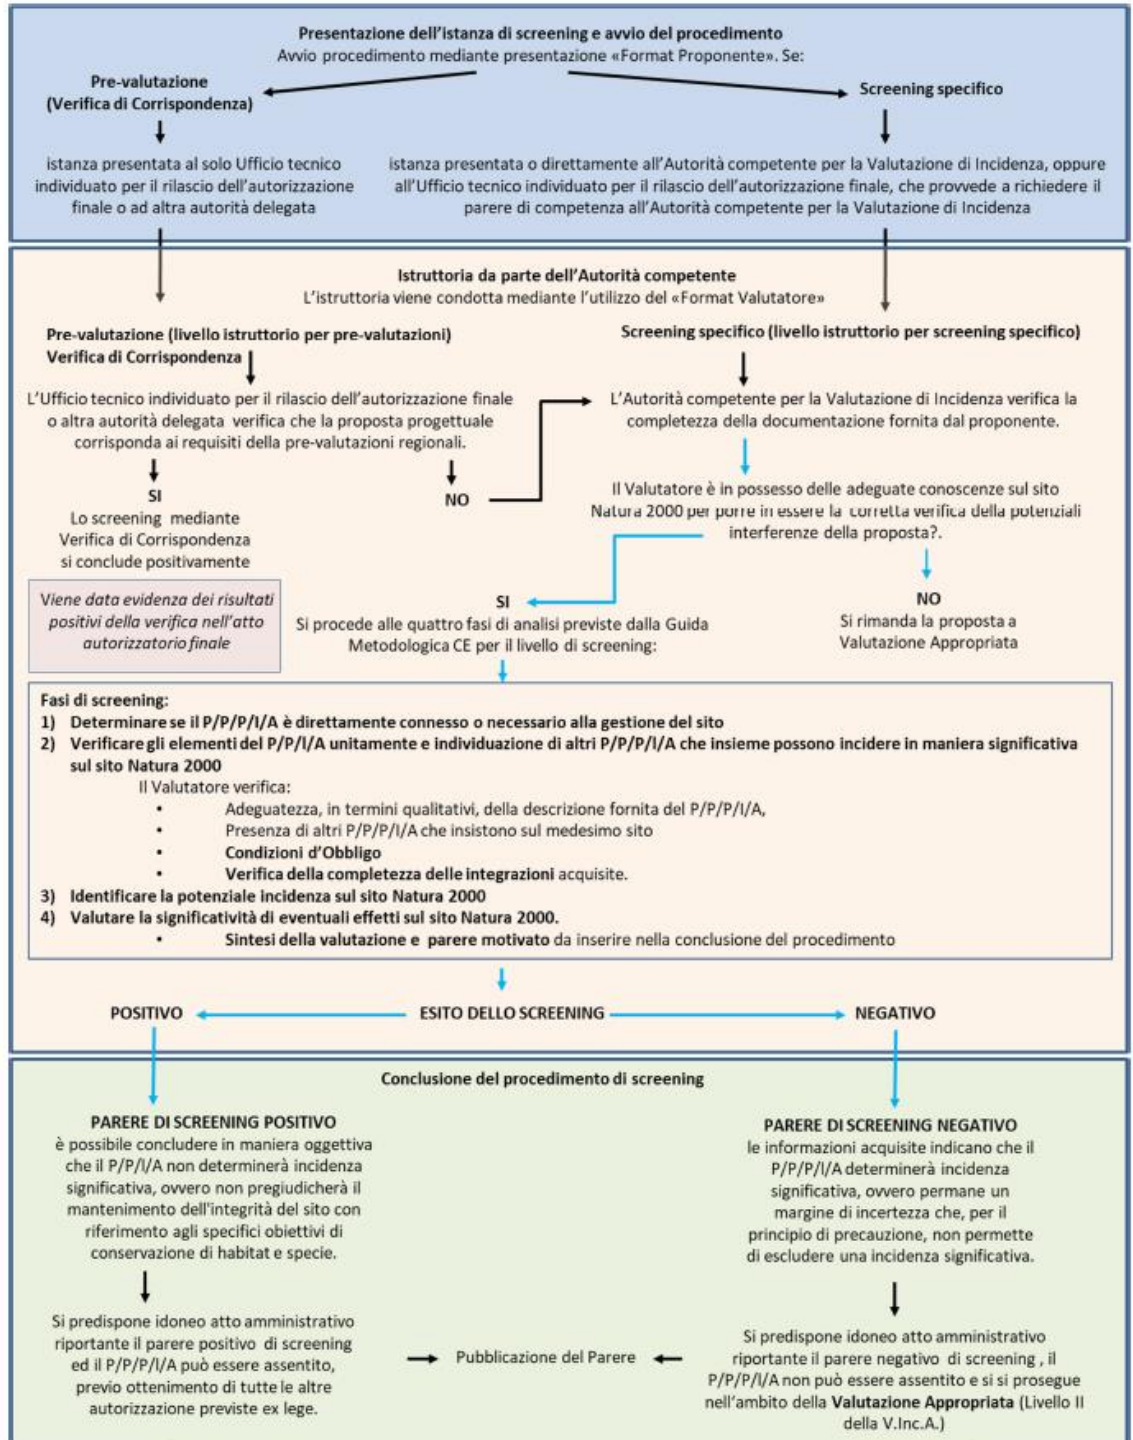 Presentazione dell'istanza di screening e avvio del procedimento
Avvio procedimento mediante presentazione «Format Proponente». Se:
Pre-valutazione
(Verifica di Corrispondenza)
Screening specifico
istanza presentata al solo Ufficio tecnico
individuato per il rilascio dell'autorizzazione
finale o ad altra autorità delegata
istanza presentata o direttamente all'Autorità competente per la Valutazione di Incidenza, oppure
all'Ufficio tecnico individuato per il rilascio dell'autorizzazione finale, che provvede a richiedere il
parere di competenza all'Autorità competente per la Valutazione di Incidenza
Istruttoria da parte dell'Autorità competente
L'istruttoria viene condotta mediante l'utilizzo del «Format Valutatore»
Pre-valutazione (livello istruttorio per pre-valutazioni)
Verifica di Corrispondenza
Screening specifico (livello istruttorio per screening specifico)
L'Ufficio tecnico individuato per il rilascio dell'autorizzazione finale
o altra autorità delegata verifica che la proposta progettuale
corrisponda ai requisiti della pre-valutazioni regionali.
L'Autorità competente per la Valutazione di Incidenza verifica la
completezza della documentazione fornita dal proponente.
SI
Lo screening mediante
Verifica di Corrispondenza
si conclude positivamente
NO
Il Valutatore è in possesso delle adeguate conoscenze sul sito
Natura 2000 per porre in essere la corretta verifica della potenziali
interferenze della proposta?.
Viene data evidenza dei risultati
positivi della verifica nell'atto
autorizzatorio finale
SI
Si procede alle quattro fasi di analisi previste dalla Guida
Metodologica CE per il livello di screening:
NO
Si rimanda la proposta a
Valutazione Appropriata
Fasi di screening:
1) Determinare se il P/P/P/I/A è direttamente connesso o necessario alla gestione del sito
2) Verificare gli elementi del P/P/I/A unitamente e individuazione di altri P/P/P/I/A che insieme possono incidere in maniera significativa
sul sito Natura 2000
Il Valutatore verifica:
• Adeguatezza, in termini qualitativi, della descrizione fornita del P/P/P/I/A,
• Presenza di altri P/P/P/I/A che insistono sul medesimo sito
• Condizioni d'Obbligo
• Verifica della completezza delle integrazioni acquisite.
3) Identificare la potenziale incidenza sul sito Natura 2000
4) Valutare la significatività di eventuali effetti sul sito Natura 2000.
• Sintesi della valutazione e parere motivato da inserire nella conclusione del procedimento
POSITIVO
ESITO DELLO SCREENING
NEGATIVO
Conclusione del procedimento di screening
PARERE DI SCREENING POSITIVO
è possibile concludere in maniera oggettiva
che il P/P/I/A non determinerà incidenza
significativa, ovvero non pregiudicherà il
mantenimento dell'integrità del sito con
riferimento agli specifici obiettivi di
conservazione di habitat e specie.
PARERE DI SCREENING NEGATIVO
le informazioni acquisite indicano che il
P/P/P/I/A determinerà incidenza
significativa, ovvero permane un
margine di incertezza che, per il
principio di precauzione, non permette
di escludere una incidenza significativa.
Si predispone idoneo atto amministrativo
riportante il parere positivo di screening
ed il P/P/P/I/A può essere assentito,
previo ottenimento di tutte le altre
autorizzazione previste ex lege.
Pubblicazione del Parere
Si predispone idoneo atto amministrativo
riportante il parere negativo di screening , il
P/P/P/I/A non può essere assentito e si si prosegue
nell'ambito della Valutazione Appropriata (Livello II
della V.Inc.A.)